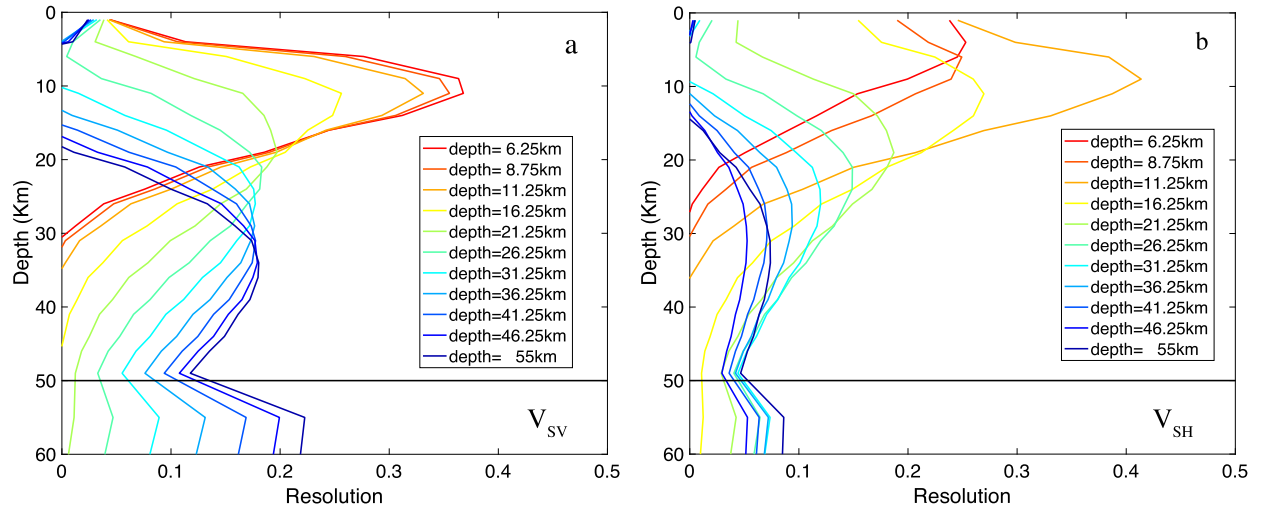 a
0
10
20
30
40
50
60
Depth (Km)
depth= 6.25km
depth= 8.75km
depth=11.25km
depth=16.25km
depth=21.25km
depth=26.25km
depth=31.25km
depth=36.25km
depth=41.25km
depth=46.25km
depth= 55km
VSV
0 0.1 0.2 0.3 0.4 0.5
Resolution
b
0
10
20
30
40
50
60
Depth (Km)
depth= 6.25km
depth= 8.75km
depth=11.25km
depth=16.25km
depth=21.25km
depth=26.25km
depth=31.25km
depth=36.25km
depth=41.25km
depth=46.25km
depth= 55km
VSH
0 0.1 0.2 0.3 0.4 0.5
Resolution